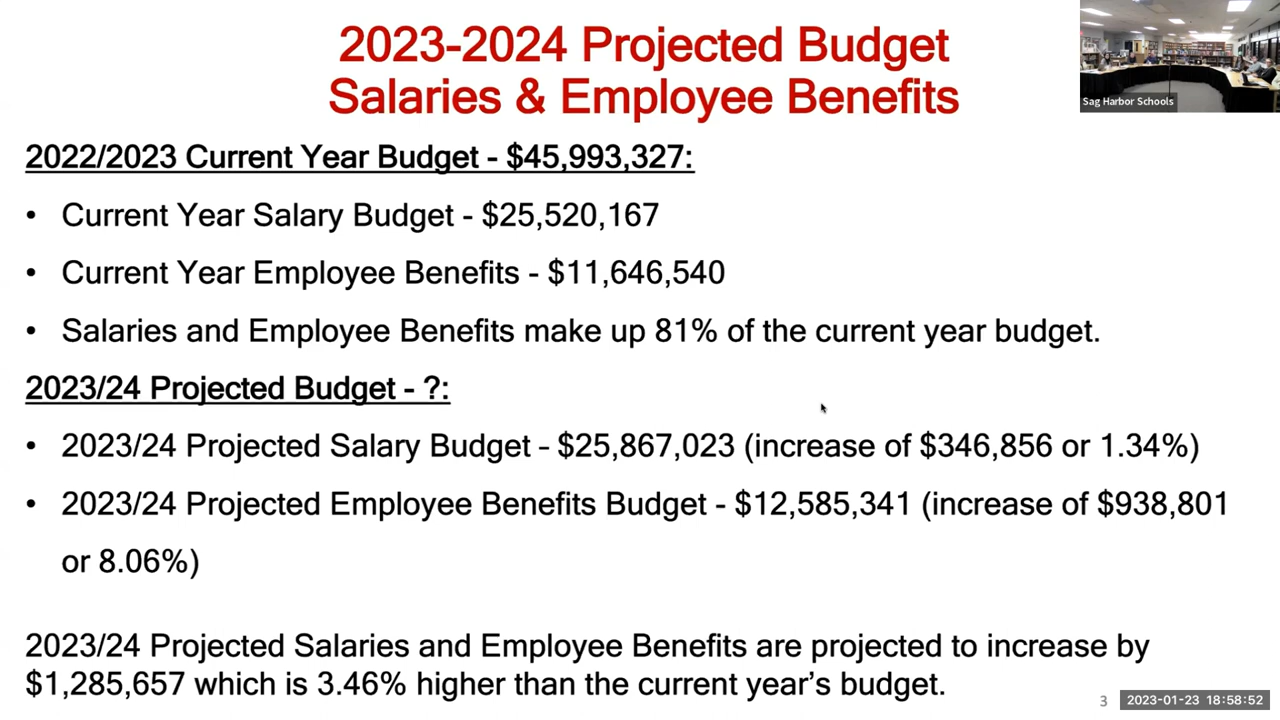 2023-2024 Projected Budget
Salaries & Employee Benefits
Sag Harbor Schools
2022/2023 Current Year Budget - $45,993,327:
• Current Year Salary Budget - $25,520,167
• Current Year Employee Benefits - $11,646,540
• Salaries and Employee Benefits make up 81% of the current year budget.
2023/24 Projected Budget - ?:
• 2023/24 Projected Salary Budget – $25,867,023 (increase of $346,856 or 1.34%)
• 2023/24 Projected Employee Benefits Budget - $12,585,341 (increase of $938,801
or 8.06%)
2023/24 Projected Salaries and Employee Benefits are projected to increase by
$1,285,657 which is 3.46% higher than the current year’s budget.
3
2023-01-23 18:58:52